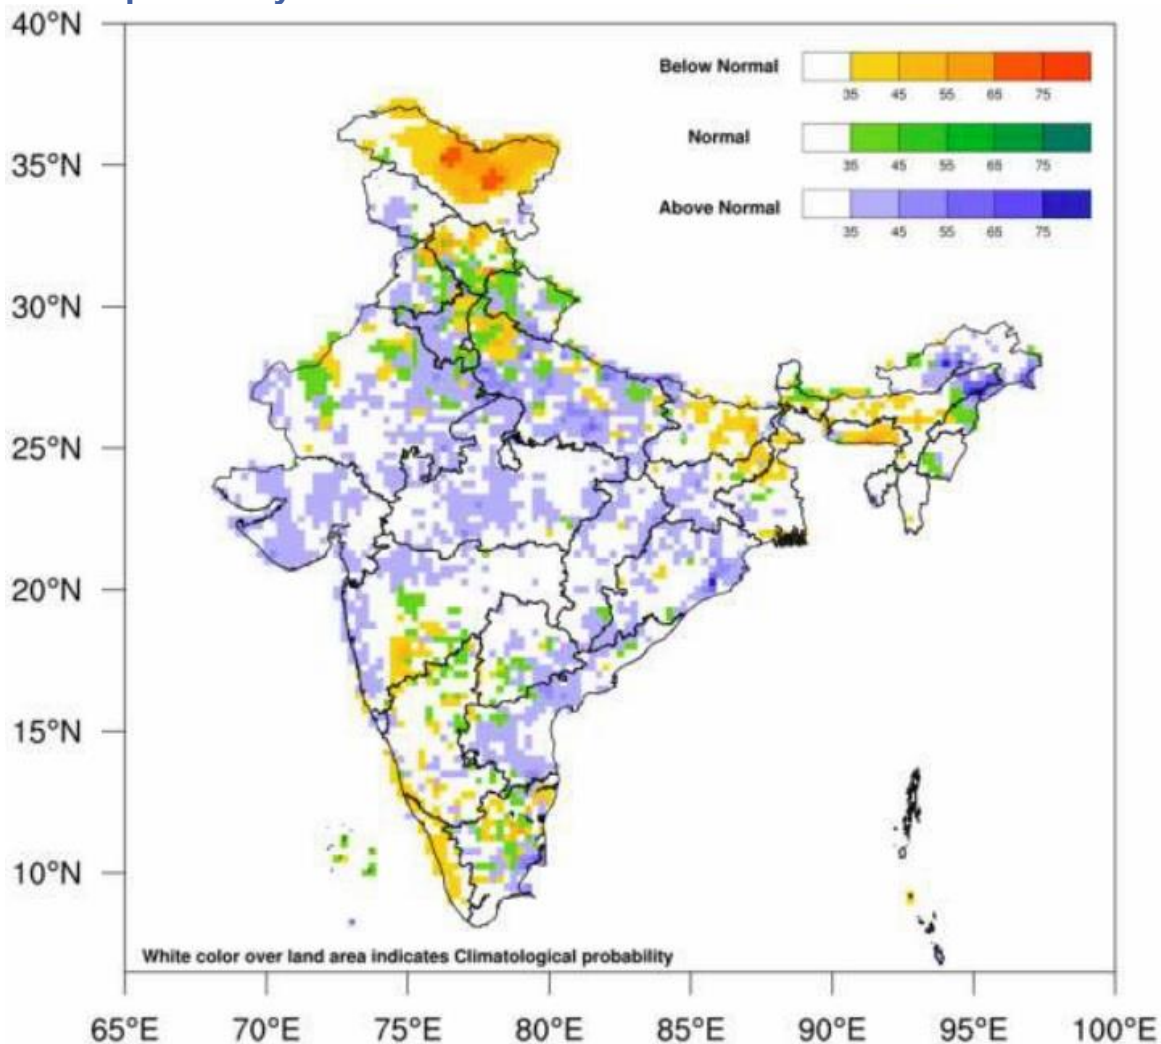 40°N
Below Normal
35 45 55 65 75
Normal
35 45 55 65 75
Above Normal
35 45 55 65 75
35°N
30°N
25°N
20°N
15°N
10°N
White color over land area indicates Climatological probability
65°E 70°E 75°E 80°E 85°E 90°E 95°E 100°E